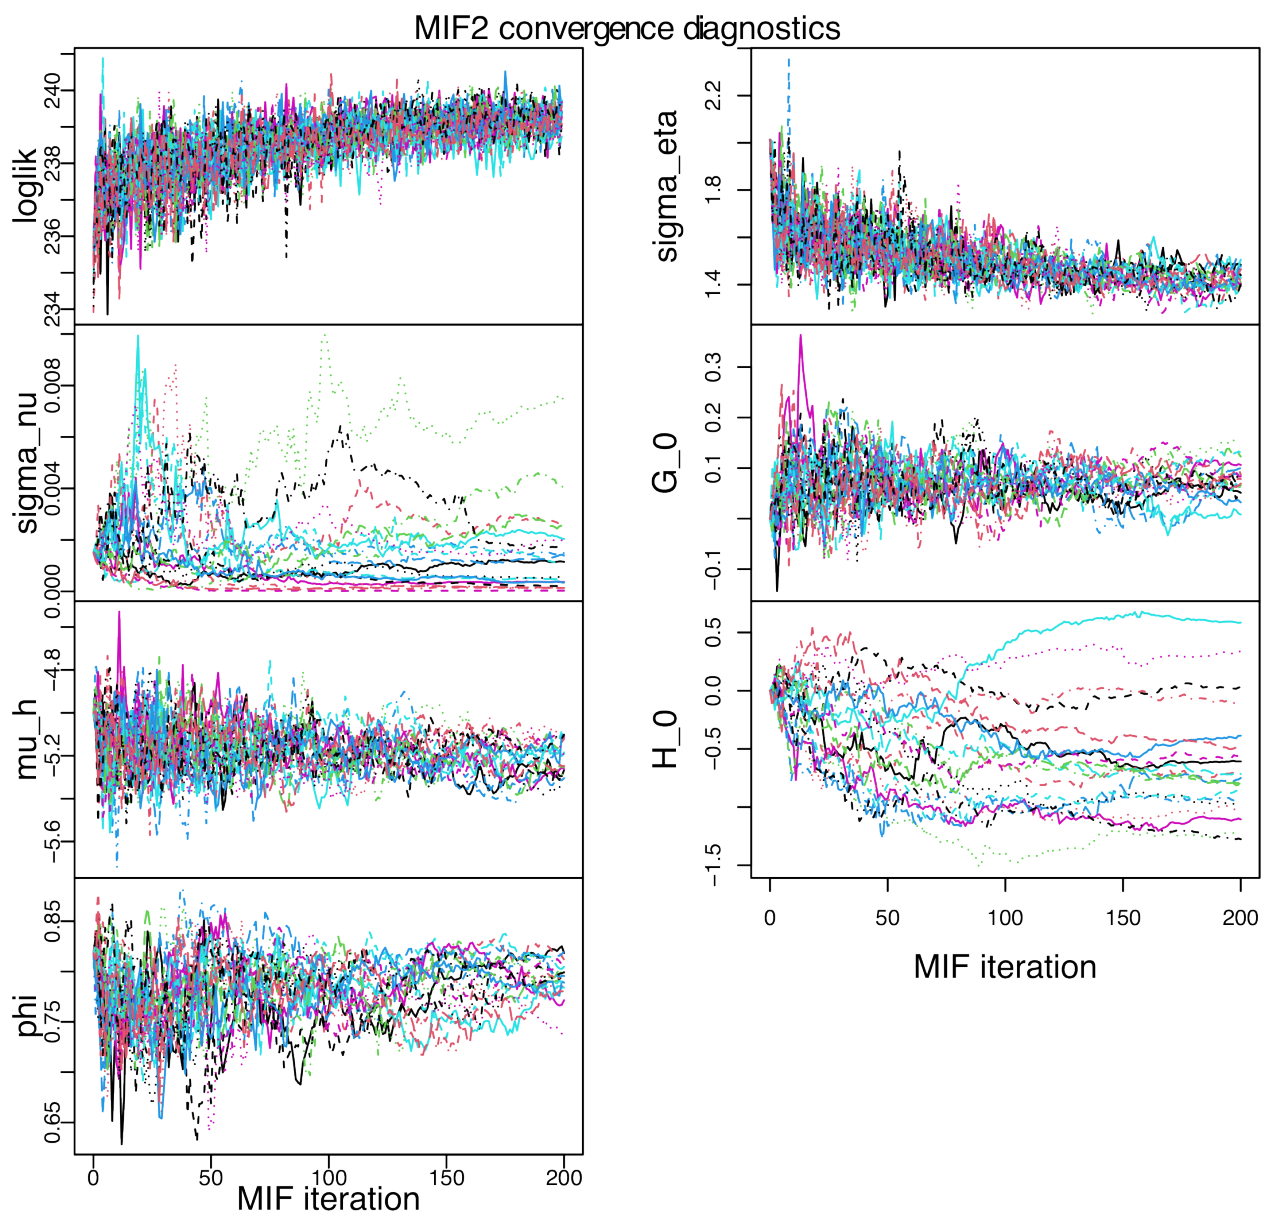 MIF2 convergence diagnostics
loglik
234 236 238 240
sigma_nu
0.000 0.004 0.008
mu_h
−5.6 −5.2 −4.8
phi
0.65 0.75 0.85
0 50 100 150 200
MIF iteration
sigma_eta
1.4 1.8 2.2
G_0
−0.1 0.1 0.2 0.3
H_0
−1.5 −0.5 0.0 0.5
0 50 100 150 200
MIF iteration